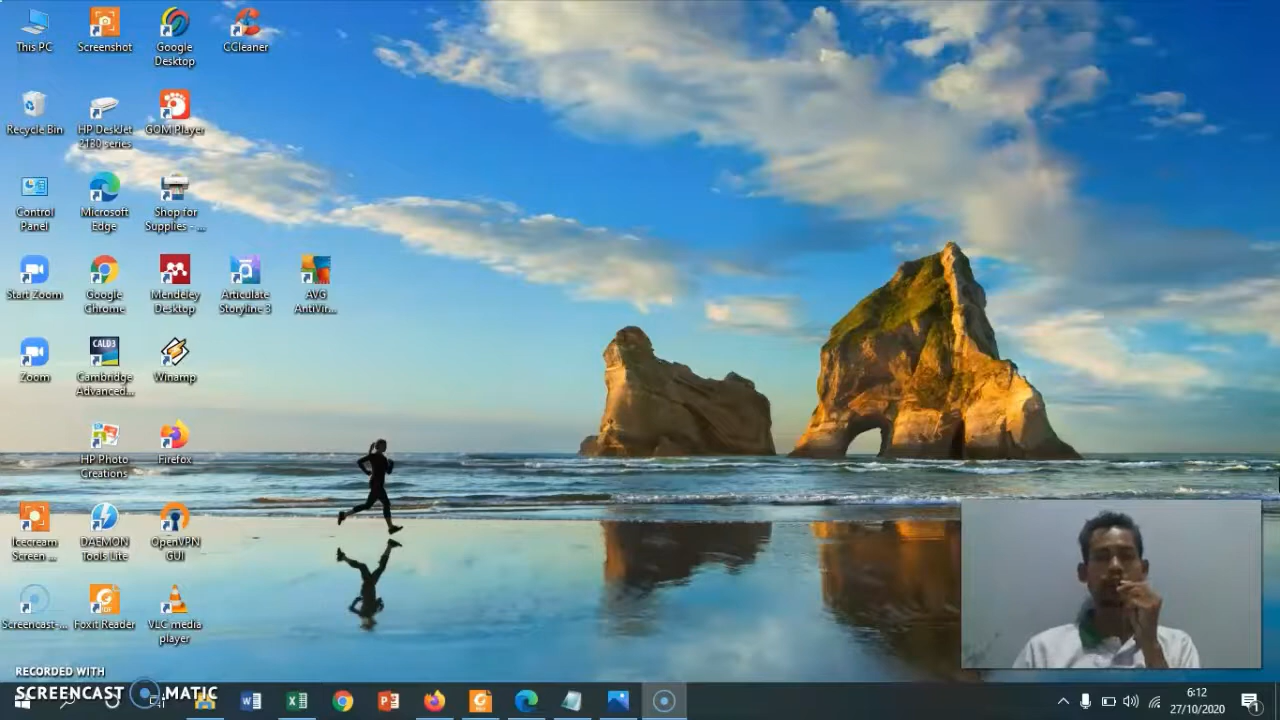 This PC
Screenshot
Google
Desktop
CCleaner
Recycle Bin
HP DeskJet
2130 series
GOM Player
Control
Panel
Microsoft
Edge
Shop for
Supplies - ...
Start Zoom
Google
Chrome
Mendeley
Desktop
Articulate
Storyline 3
AVG
AntiVir...
Zoom
CALD3
Cambridge
Advanced...
Winamp
HP Photo
Creations
Firefox
Icecream
Screen ...
DAEMON
Tools Lite
OpenVPN
GUI
Screencast-...
PDF
Foxit Reader
VLC media
player
RECORDED WITH
SCREENCAST MATIC
6:12
27/10/2020
1